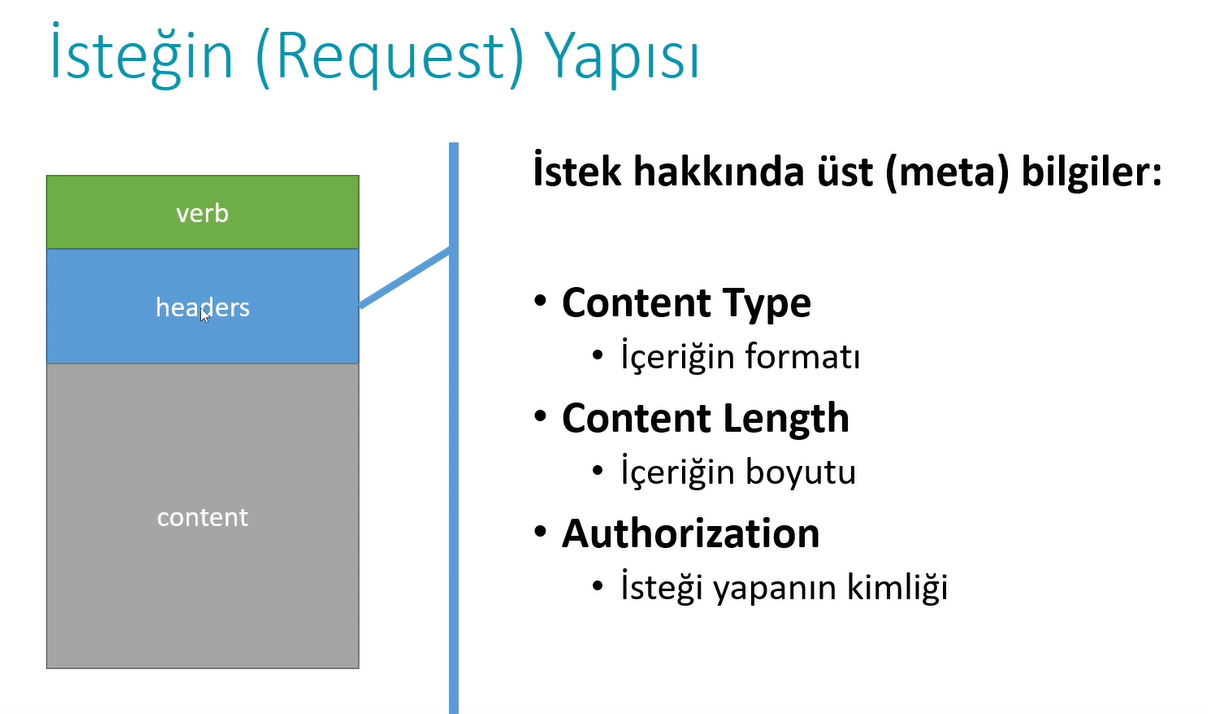 İsteğin (Request) Yapısı
verb
headers
content
İstek hakkında üst (meta) bilgiler:
• Content Type
• İçeriğin formatı
• Content Length
• İçeriğin boyutu
• Authorization
• İsteği yapanın kimliği